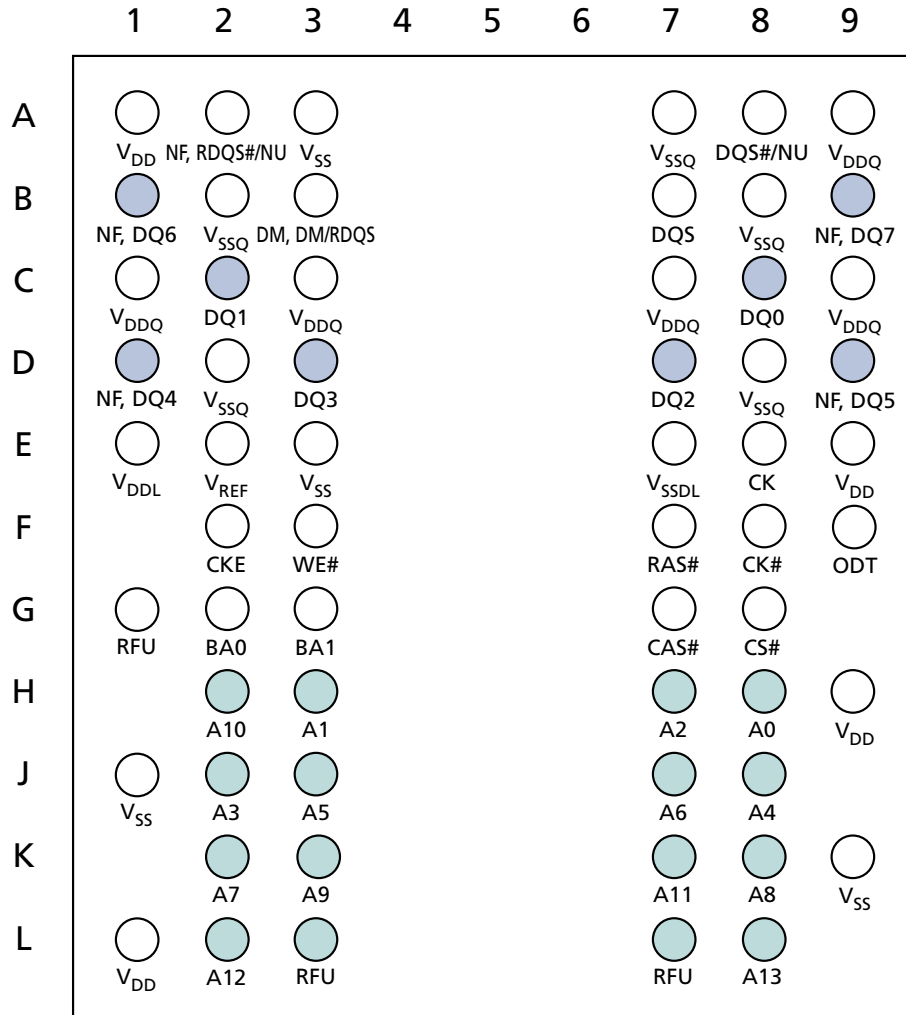 1 2 3 4 5 6 7 8 9
A
V_DD NF, RDQS#/NU V_SS V_SSQ DQS#/NU V_DDQ
B
NF, DQ6 V_SSQ DM, DM/RDQS DQS V_SSQ NF, DQ7
C
V_DDQ DQ1 V_DDQ V_DDQ DQ0 V_DDQ
D
NF, DQ4 V_SSQ DQ3 DQ2 V_SSQ NF, DQ5
E
V_DDL V_REF V_SS V_SSDL CK V_DD
F
CKE WE# RAS# CK# ODT
G
RFU BA0 BA1 CAS# CS#
H
A10 A1 A2 A0 V_DD
J
V_SS A3 A5 A6 A4
K
A7 A9 A11 A8 V_SS
L
V_DD A12 RFU RFU A13